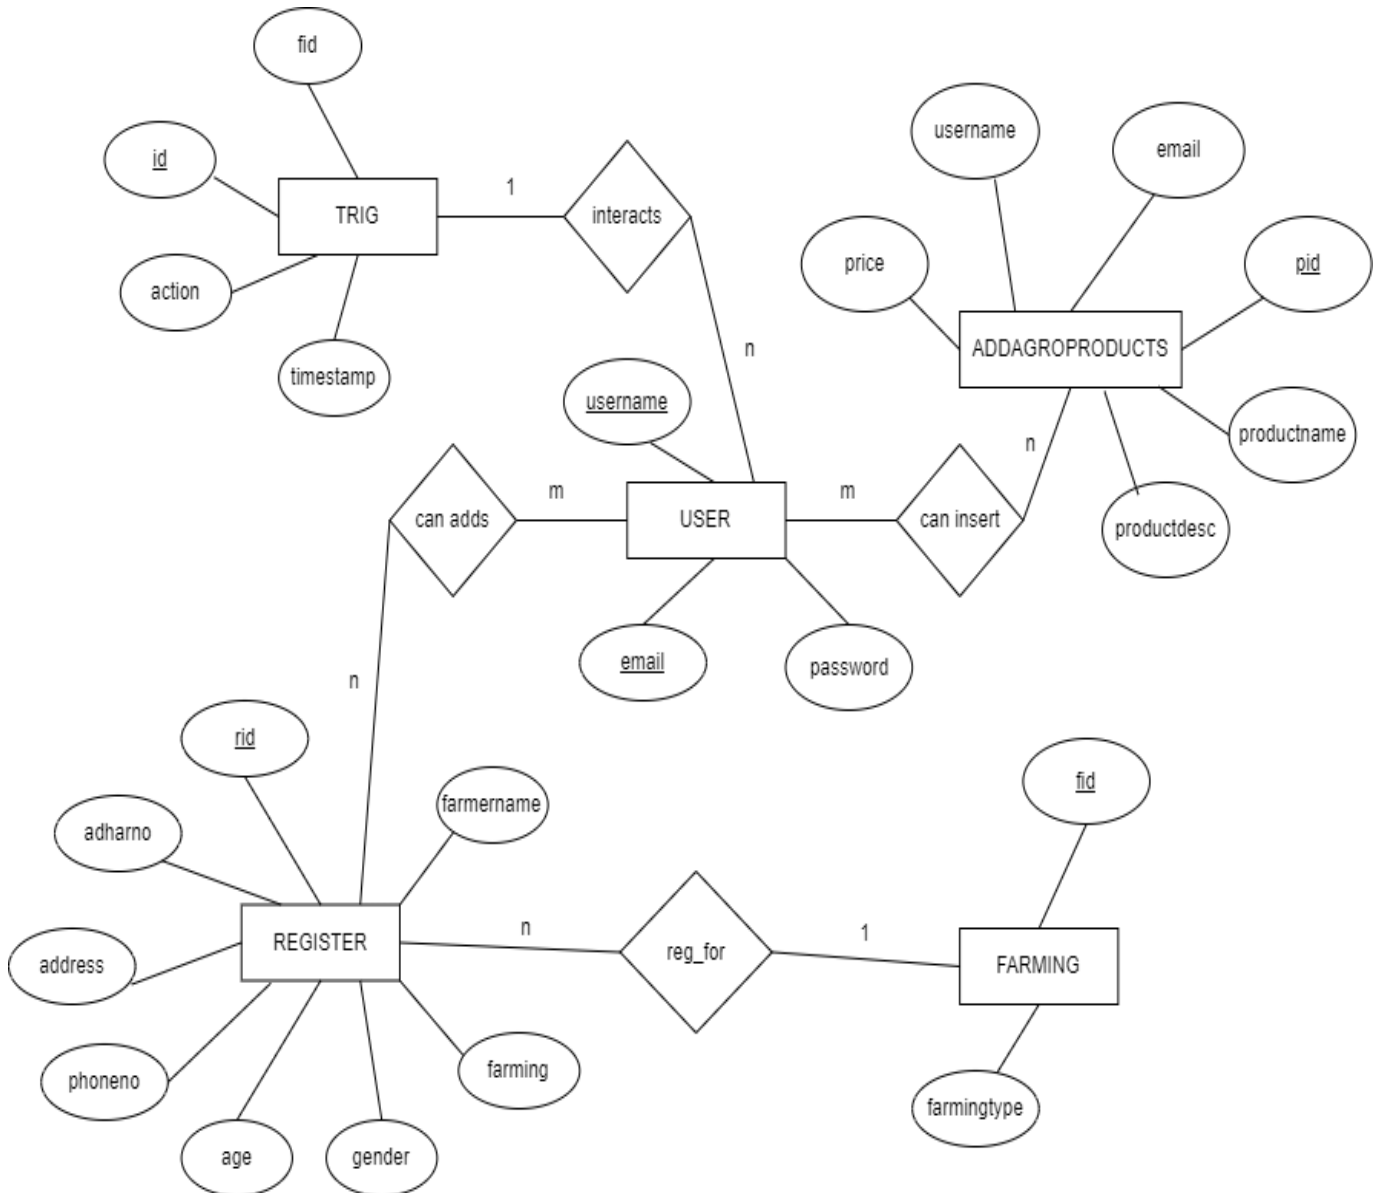 fid
username
email
id
1
interacts
TRIG
price
pid
action
n
ADDAGROPRODUCTS
timestamp
username
n
productname
m
m
can adds
USER
can insert
productdesc
email
password
n
rid
fid
farmername
adharno
n
1
REGISTER
reg_for
address
FARMING
farming
phoneno
farmingtype
age
gender